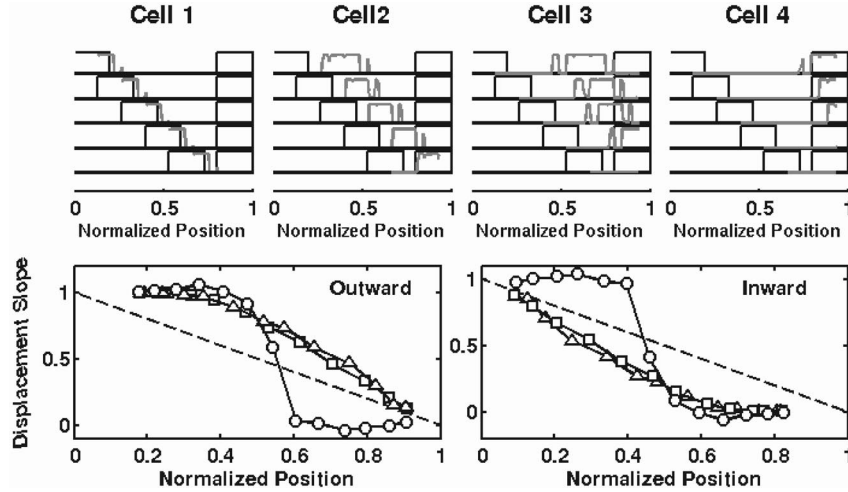 Cell 1 Cell2 Cell 3 Cell 4
0 0.5 1 0 0.5 1 0 0.5 1 0 0.5 1
Normalized Position Normalized Position Normalized Position Normalized Position
Displacement Slope
1
0.5
0
Outward
0 0.2 0.4 0.6 0.8 1
Normalized Position
1
0.5
0
Inward
0 0.2 0.4 0.6 0.8 1
Normalized Position